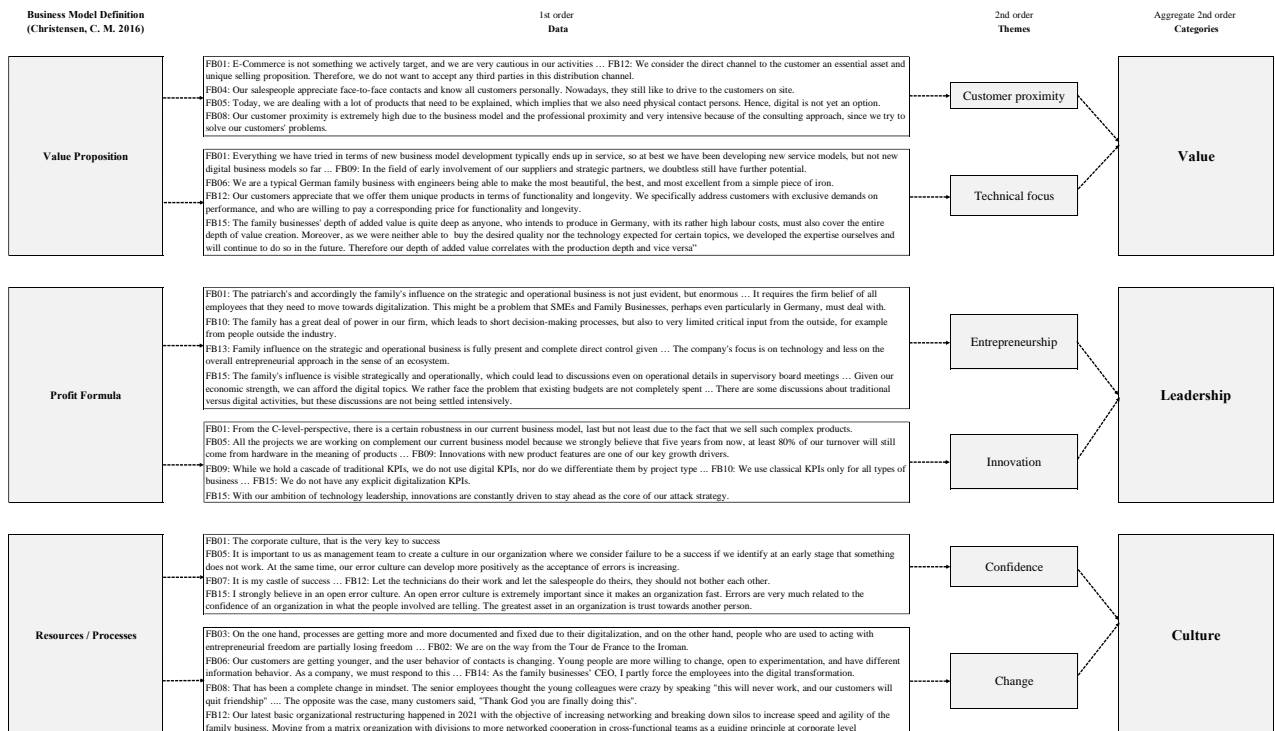 Business Model Definition
(Christensen, C. M. 2016)
1st order
Data
2nd order
Themes
Aggregate 2nd order
Categories
Value Proposition
FB01: E-Commerce is not something we actively target, and we are very cautious in our activities … FB12: We consider the direct channel to the customer an essential asset and
unique selling proposition. Therefore, we do not want to accept any third parties in this distribution channel.
FB04: Our salespeople appreciate face-to-face contacts and know all customers personally. Nowadays, they still like to drive to the customers on site.
FB05: Today, we are dealing with a lot of products that need to be explained, which implies that we also need physical contact persons. Hence, digital is not yet an option.
FB08: Our customer proximity is extremely high due to the business model and the professional proximity and very intensive because of the consulting approach, since we try to
solve our customers' problems.
Customer proximity
FB01: Everything we have tried in terms of new business model development typically ends up in service, so at best we have been developing new service models, but not new
digital business models so far ... FB09: In the field of early involvement of our suppliers and strategic partners, we doubtless still have further potential.
FB06: We are a typical German family business with engineers being able to make the most beautiful, the best, and most excellent from a simple piece of iron.
FB12: Our customers appreciate that we offer them unique products in terms of functionality and longevity. We specifically address customers with exclusive demands on
performance, and who are willing to pay a corresponding price for functionality and longevity.
FB15: The family businesses' depth of added value is quite deep as anyone, who intends to produce in Germany, with its rather high labour costs, must also cover the entire
depth of value creation. Moreover, as we were neither able to buy the desired quality nor the technology expected for certain topics, we developed the expertise ourselves and
will continue to do so in the future. Therefore our depth of added value correlates with the production depth and vice versa"
Technical focus
Value
Profit Formula
FB01: The patriarch's and accordingly the family's influence on the strategic and operational business is not just evident, but enormous … It requires the firm belief of all
employees that they need to move towards digitalization. This might be a problem that SMEs and Family Businesses, perhaps even particularly in Germany, must deal with.
FB10: The family has a great deal of power in our firm, which leads to short decision-making processes, but also to very limited critical input from the outside, for example
from people outside the industry.
FB13: Family influence on the strategic and operational business is fully present and complete direct control given … The company's focus is on technology and less on the
overall entrepreneurial approach in the sense of an ecosystem.
FB15: The family's influence is visible strategically and operationally, which could lead to discussions even on operational details in supervisory board meetings … Given our
economic strength, we can afford the digital topics. We rather face the problem that existing budgets are not completely spent ... There are some discussions about traditional
versus digital activities, but these discussions are not being settled intensively.
Entrepreneurship
FB01: From the C-level-perspective, there is a certain robustness in our current business model, last but not least due to the fact that we sell such complex products.
FB05: All the projects we are working on complement our current business model because we strongly believe that five years from now, at least 80% of our turnover will still
come from hardware in the meaning of products … FB09: Innovations with new product features are one of our key growth drivers.
FB09: While we hold a cascade of traditional KPIs, we do not use digital KPIs, nor do we differentiate them by project type ... FB10: We use classical KPIs only for all types of
business … FB15: We do not have any explicit digitalization KPIs.
FB15: With our ambition of technology leadership, innovations are constantly driven to stay ahead as the core of our attack strategy.
Innovation
Leadership
Resources / Processes
FB01: The corporate culture, that is the very key to success
FB05: It is important to us as management team to create a culture in our organization where we consider failure to be a success if we identify at an early stage that something
does not work. At the same time, our error culture can develop more positively as the acceptance of errors is increasing.
FB07: It is my castle of success … FB12: Let the technicians do their work and let the salespeople do theirs, they should not bother each other.
FB15: I strongly believe in an open error culture. An open error culture is extremely important since it makes an organization fast. Errors are very much related to the
confidence of an organization in what the people involved are telling. The greatest asset in an organization is trust towards another person.
Confidence
FB03: On the one hand, processes are getting more and more documented and fixed due to their digitalization, and on the other hand, people who are used to acting with
entrepreneurial freedom are partially losing freedom … FB02: We are on the way from the Tour de France to the Iroman.
FB06: Our customers are getting younger, and the user behavior of contacts is changing. Young people are more willing to change, open to experimentation, and have different
information behavior. As a company, we must respond to this … FB14: As the family businesses' CEO, I partly force the employees into the digital transformation.
FB08: That has been a complete change in mindset. The senior employees thought the young colleagues were crazy by speaking "this will never work, and our customers will
quit friendship" .... The opposite was the case, many customers said, "Thank God you are finally doing this".
FB12: Our latest basic organizational restructuring happened in 2021 with the objective of increasing networking and breaking down silos to increase speed and agility of the
family business. Moving from a matrix organization with divisions to more networked cooperation in cross-functional teams as a guiding principle at corporate level
Change
Culture